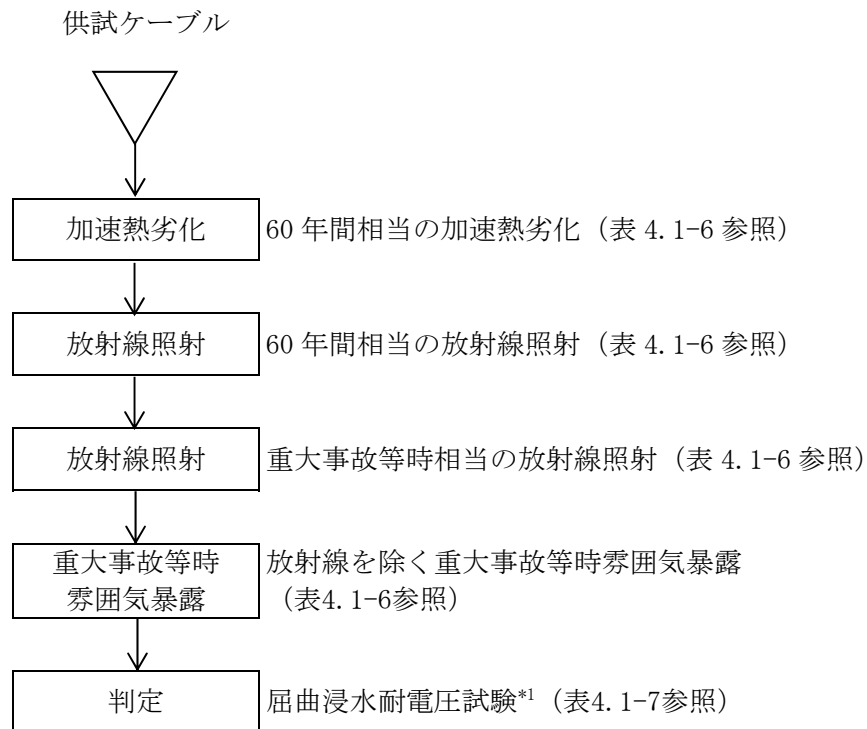 供試ケーブル
加速熱劣化 60 年間相当の加速熱劣化（表 4.1-6 参照）
放射線照射 60 年間相当の放射線照射（表 4.1-6 参照）
放射線照射 重大事故等時相当の放射線照射（表 4.1-6 参照）
重大事故等時
雰囲気暴露
放射線を除く重大事故等時雰囲気暴露
（表4.1-6参照）
判定 屈曲浸水耐電圧試験*1（表4.1-7参照）